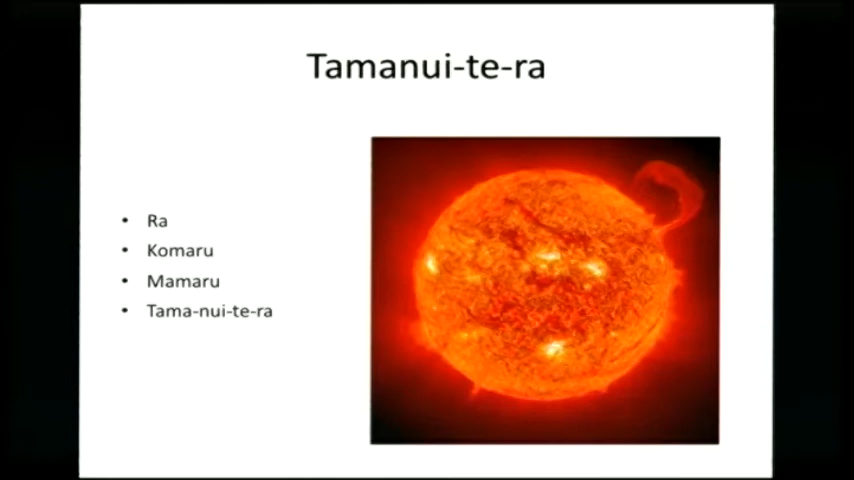 Tamanui-te-ra
• Ra
• Komaru
• Mamaru
• Tama-nui-te-ra